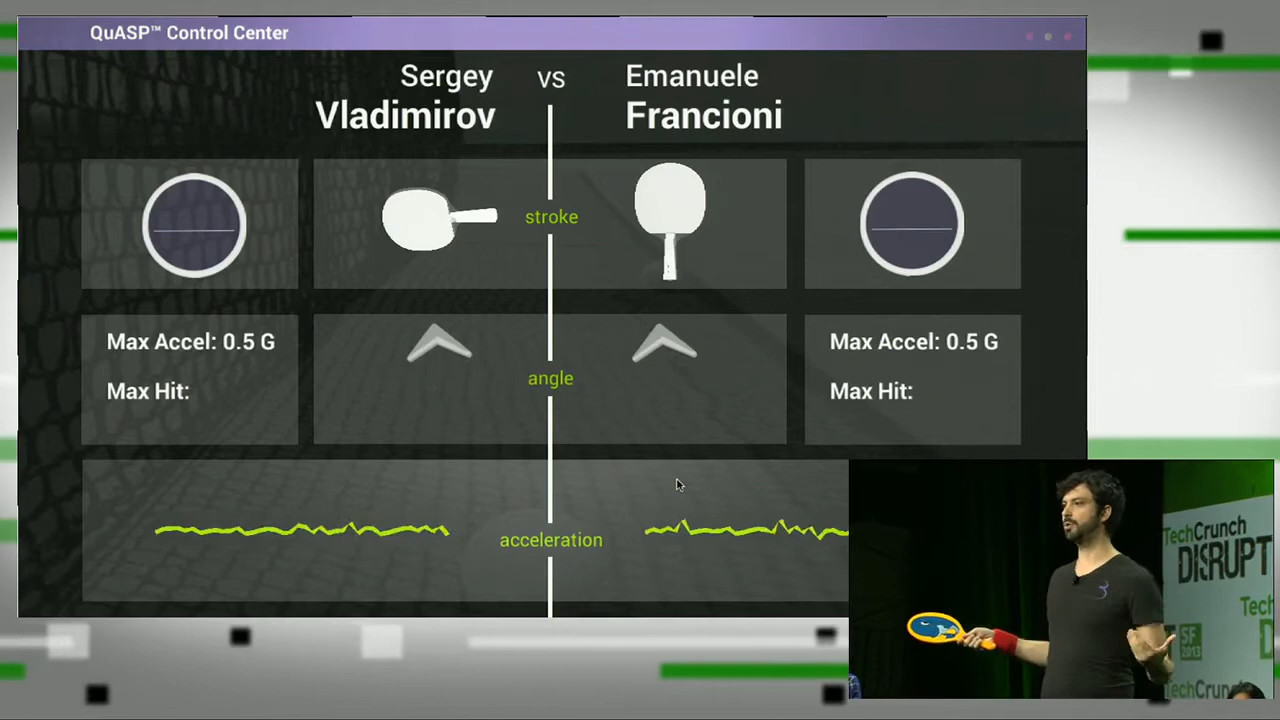 QuASP™ Control Center
Sergey
Vladimirov
VS
Emanuele
Francioni
stroke
Max Accel: 0.5 G
Max Hit:
angle
Max Accel: 0.5 G
Max Hit:
acceleration
TechCrunch
DISRUPT
SF
2013